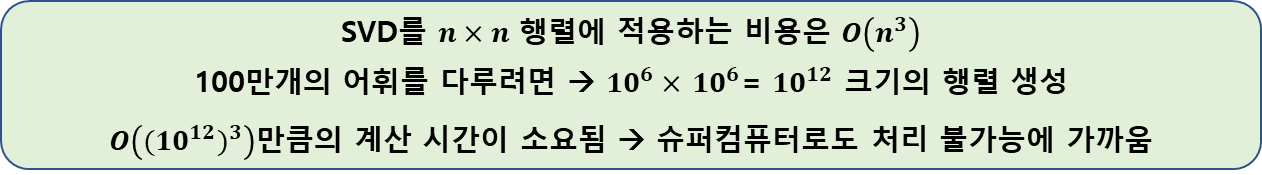 SVD를 n × n 행렬에 적용하는 비용은 O(n³)
100만개의 어휘를 다루려면 → 10⁶ × 10⁶ = 10¹² 크기의 행렬 생성
O((10¹²)³)만큼의 계산 시간이 소요됨 → 슈퍼컴퓨터로도 처리 불가능에 가까움